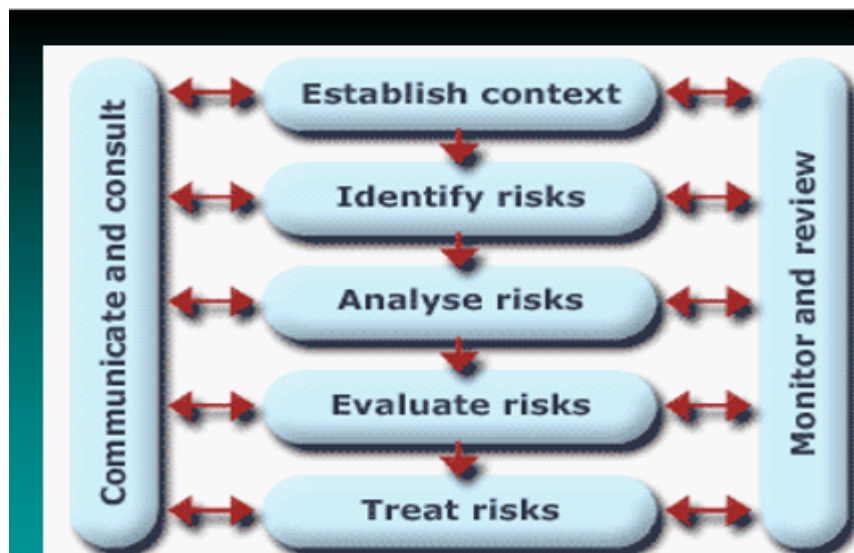 Communicate and consult
Establish context
Identify risks
Analyse risks
Evaluate risks
Treat risks
Monitor and review